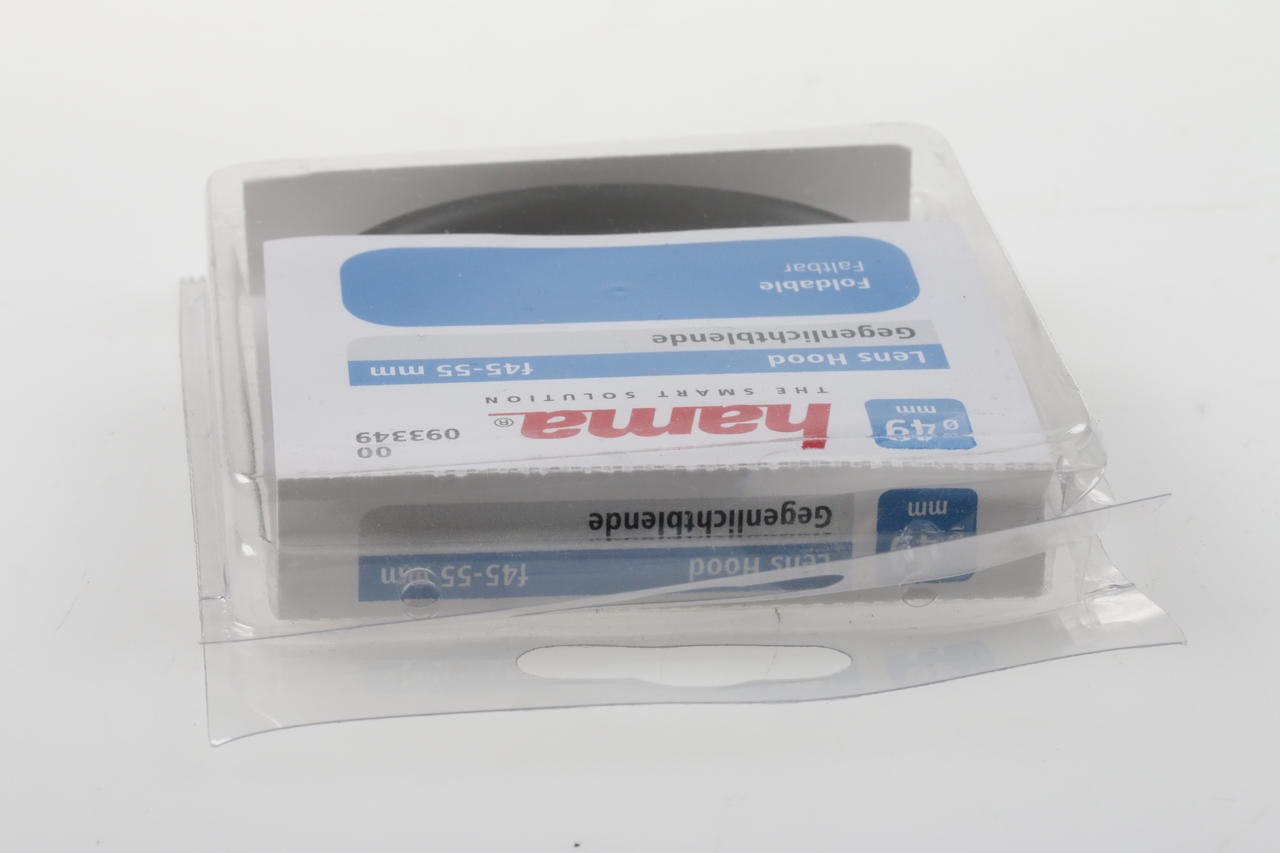 ø49
mm
hama®
THE SMART SOLUTION
00
093349
Lens Hood f45-55 mm
Gegenlichtblende
Foldable
Faltbar
Lens Hood f45-55 mm
Gegenlichtblende
mm